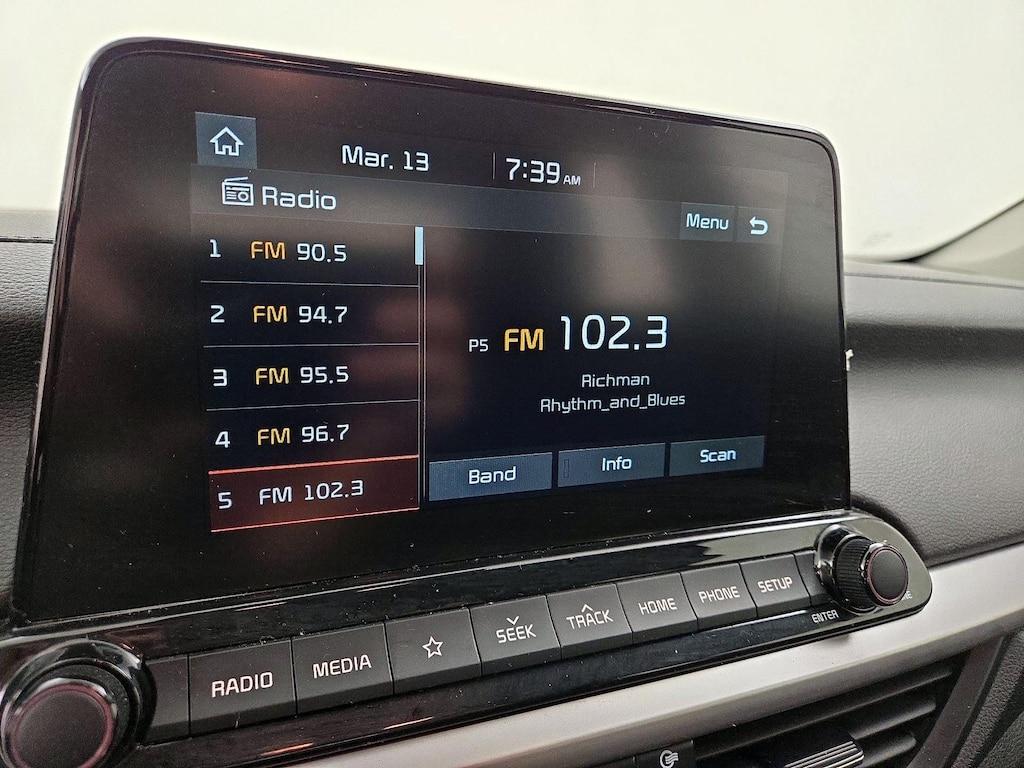 Mar. 13 7:39 AM
Radio
Menu
1 FM 90.5
2 FM 94.7
3 FM 95.5
4 FM 96.7
5 FM 102.3
P5 FM 102.3
Richman
Rhythm_and_Blues
Band Info Scan
RADIO MEDIA SEEK TRACK HOME PHONE SETUP
ENTER